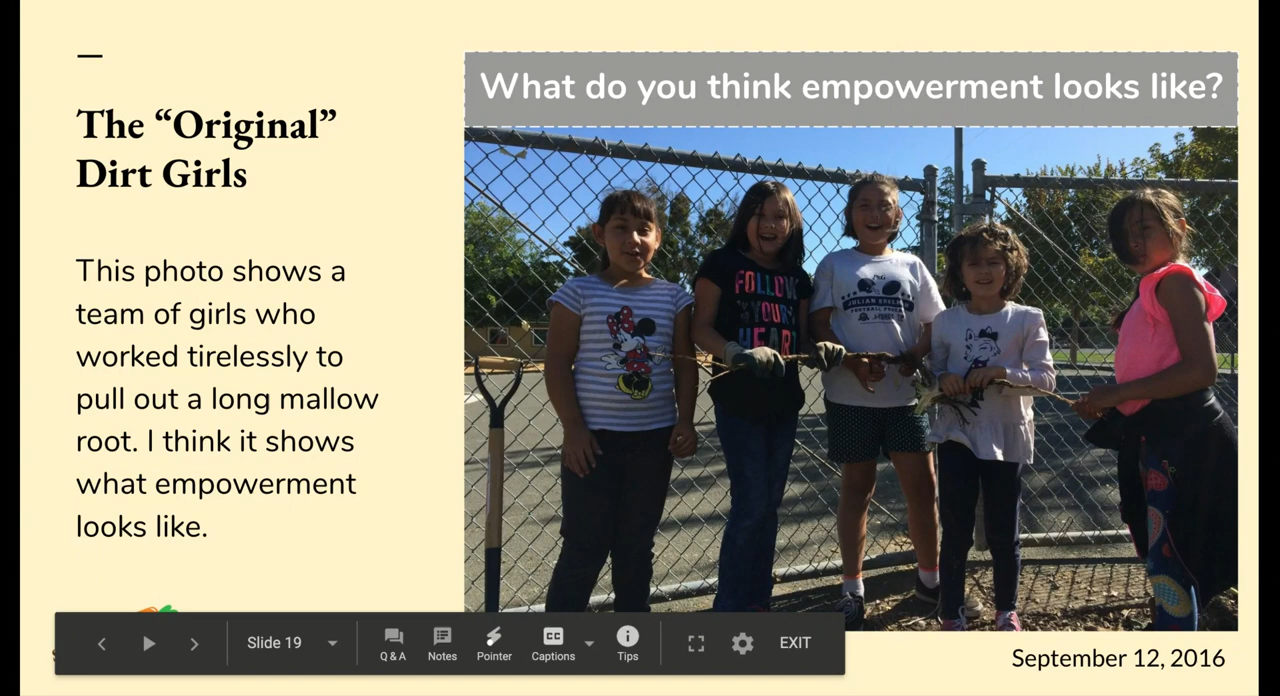 The “Original”
Dirt Girls
This photo shows a
team of girls who
worked tirelessly to
pull out a long mallow
root. I think it shows
what empowerment
looks like.
What do you think empowerment looks like?
FOLLOW
YOUR
HEART
JULIAN
FOOTBALL
September 12, 2016
Slide 19
Q & A
Notes
Pointer
CC
Captions
Tips
EXIT